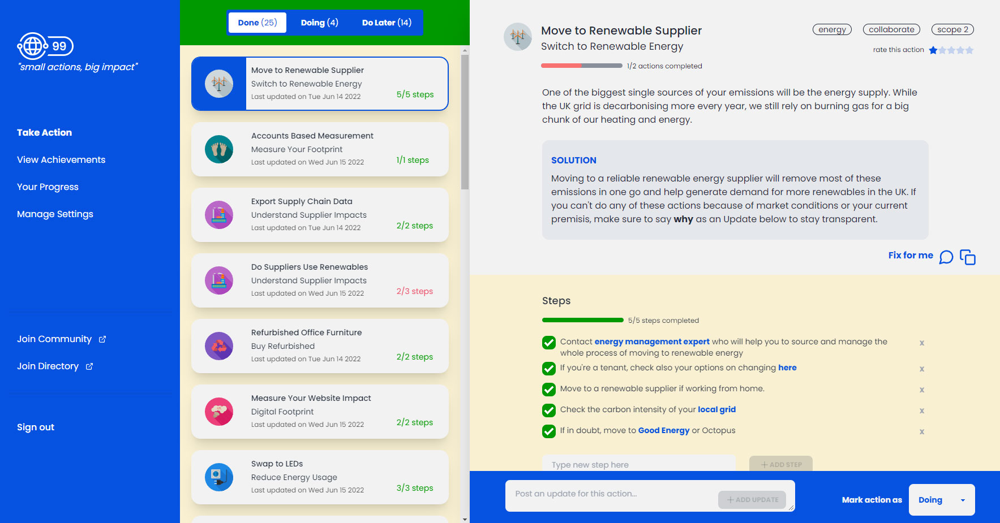 99
"small actions, big impact"
Take Action
View Achievements
Your Progress
Manage Settings
Join Community
Join Directory
Sign out
Done (25)
Doing (4)
Do Later (14)
Move to Renewable Supplier
Switch to Renewable Energy
Last updated on Tue Jun 14 2022
5/5 steps
Accounts Based Measurement
Measure Your Footprint
Last updated on Wed Jun 15 2022
1/1 steps
Export Supply Chain Data
Understand Supplier Impacts
Last updated on Tue Jun 14 2022
2/2 steps
Do Suppliers Use Renewables
Understand Supplier Impacts
Last updated on Wed Jun 15 2022
2/3 steps
Refurbished Office Furniture
Buy Refurbished
Last updated on Tue Jun 14 2022
2/2 steps
Measure Your Website Impact
Digital Footprint
Last updated on Wed Jun 15 2022
2/2 steps
Swap to LEDs
Reduce Energy Usage
Last updated on Wed Jun 15 2022
3/3 steps
Move to Renewable Supplier
Switch to Renewable Energy
1/2 actions completed
energy
collaborate
scope 2
rate this action
One of the biggest single sources of your emissions will be the energy supply. While
the UK grid is decarbonising more every year, we still rely on burning gas for a big
chunk of our heating and energy.
SOLUTION
Moving to a reliable renewable energy supplier will remove most of these
emissions in one go and help generate demand for more renewables in the UK. If
you can't do any of these actions because of market conditions or your current
premisis, make sure to say why as an Update below to stay transparent.
Fix for me
Steps
5/5 steps completed
Contact energy management expert who will help you to source and manage the
whole process of moving to renewable energy
x
If you're a tenant, check also your options on changing here
x
Move to a renewable supplier if working from home.
x
Check the carbon intensity of your local grid
x
If in doubt, move to Good Energy or Octopus
x
Type new step here
+ ADD STEP
Post an update for this action...
+ ADD UPDATE
Mark action as
Doing